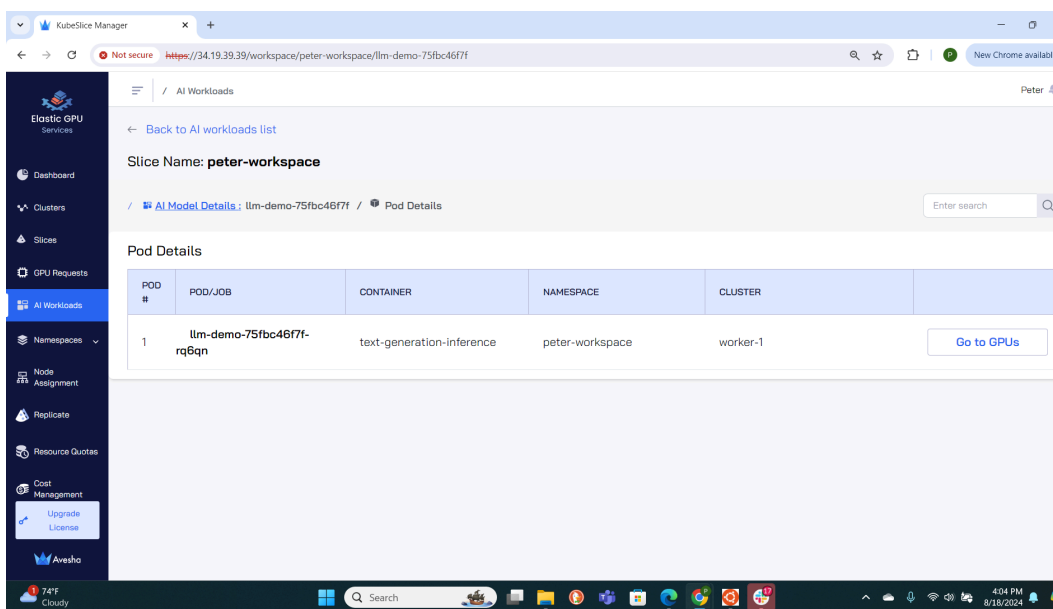 KubeSlice Manager
Not secure https://34.19.39.39/workspace/peter-workspace/llm-demo-75fbc46f7f
P
New Chrome availabl
Elastic GPU
Services
/ AI Workloads
Peter
← Back to AI workloads list
Slice Name: peter-workspace
/ AI Model Details : llm-demo-75fbc46f7f / Pod Details
Enter search
Dashboard
Clusters
Slices
GPU Requests
AI Workloads
Namespaces
Node
Assignment
Replicate
Resource Quotas
Cost
Management
Upgrade
License
Avesha
Pod Details
POD
#
POD/JOB
CONTAINER
NAMESPACE
CLUSTER
1
llm-demo-75fbc46f7f-
rq6qn
text-generation-inference
peter-workspace
worker-1
Go to GPUs
1
74°F
Cloudy
Search
P
17
4:04 PM
8/18/2024